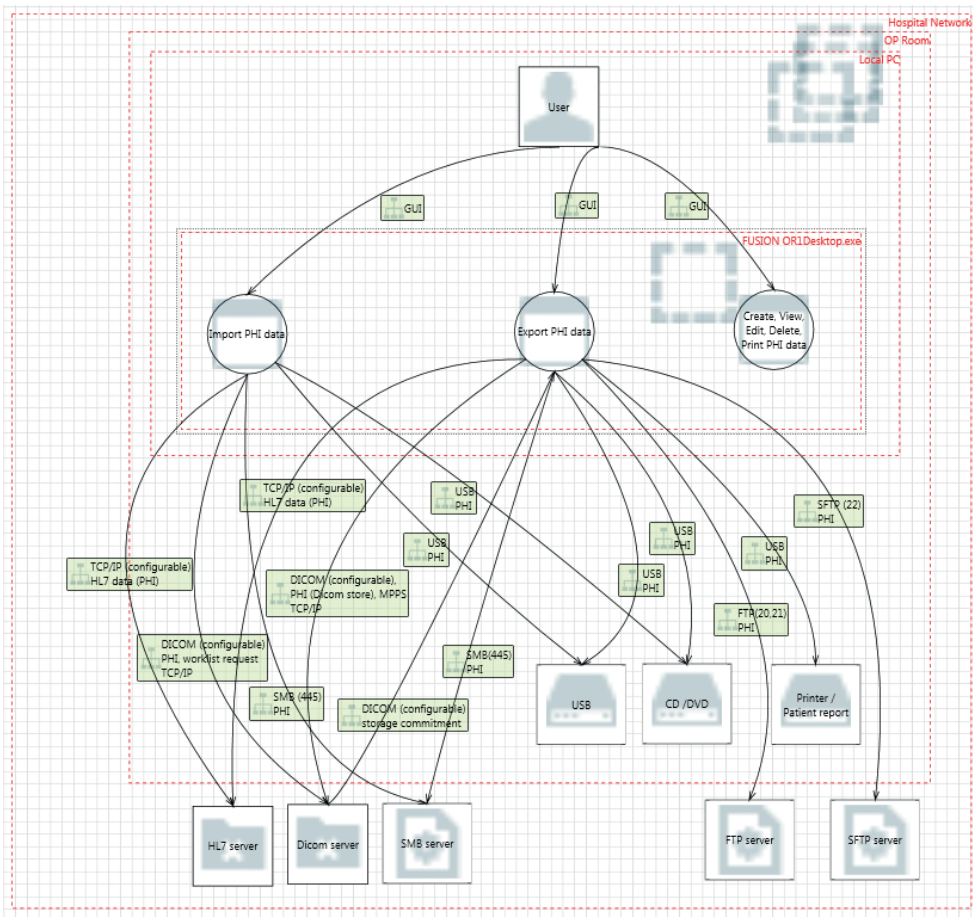 Hospital Network
OP Room
Local PC
User
GUI
GUI
GUI
FUSION OR1Desktop.exe
Import PHI data
Export PHI data
Create, View,
Edit, Delete,
Print PHI data
TCP/IP (configurable)
HL7 data (PHI)
USB
PHI
SFTP (22)
PHI
USB
PHI
USB
PHI
USB
PHI
TCP/IP (configurable)
HL7 data (PHI)
DICOM (configurable),
PHI (Dicom store), MPPS
TCP/IP
USB
PHI
FTP(20,21)
PHI
DICOM (configurable)
PHI, worklist request
TCP/IP
SMB(445)
PHI
SMB (445)
PHI
DICOM (configurable)
storage commitment
USB
CD /DVD
Printer /
Patient report
HL7 server
Dicom server
SMB server
FTP server
SFTP server